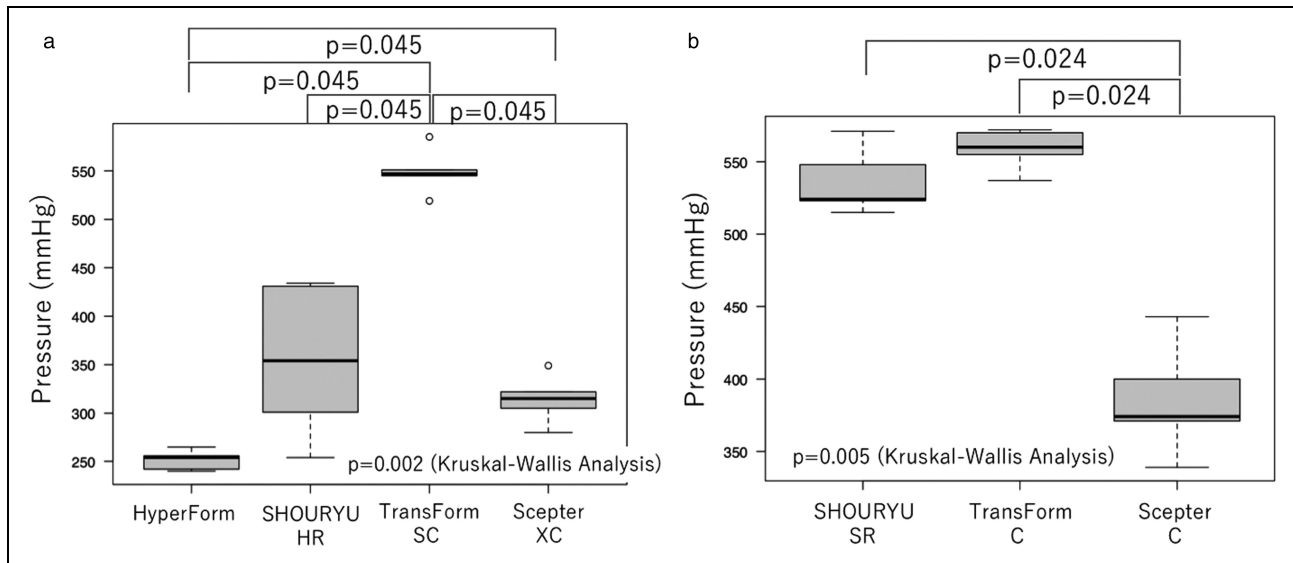 a
p=0.045
p=0.045
p=0.045 p=0.045
Pressure (mmHg)
550
500
450
400
350
300
250
p=0.002 (Kruskal-Wallis Analysis)
HyperForm SHOURYU TransForm Scepter
HR SC XC
b
p=0.024
p=0.024
Pressure (mmHg)
550
500
450
400
350
p=0.005 (Kruskal-Wallis Analysis)
SHOURYU TransForm Scepter
SR C C